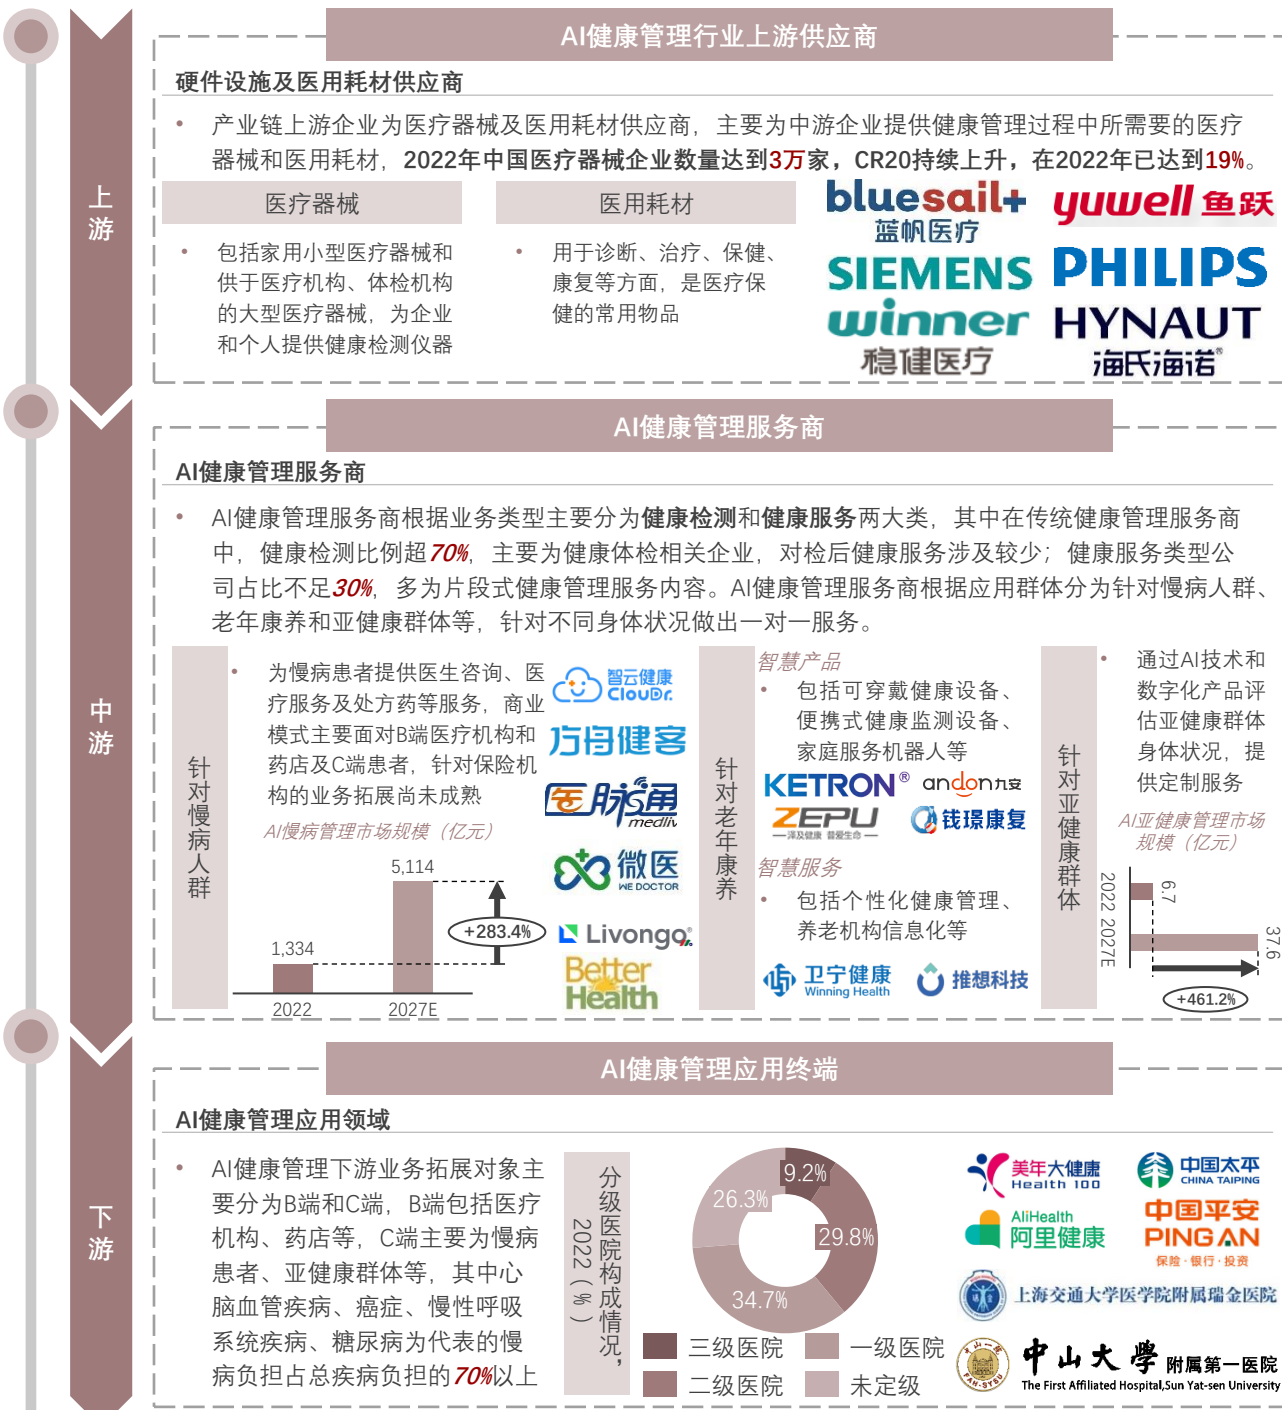 上游
AI健康管理行业上游供应商
硬件设施及医用耗材供应商
• 产业链上游企业为医疗器械及医用耗材供应商，主要为中游企业提供健康管理过程中所需要的医疗
器械和医用耗材，2022年中国医疗器械企业数量达到3万家，CR20持续上升，在2022年已达到19%。
医疗器械
• 包括家用小型医疗器械和
供于医疗机构、体检机构
的大型医疗器械，为企业
和个人提供健康检测仪器
医用耗材
• 用于诊断、治疗、保健、
康复等方面，是医疗保
健的常用物品
bluesail+
蓝帆医疗
yuwell 鱼跃
SIEMENS
PHILIPS
winner
稳健医疗
HYNAUT
海氏海诺®
中游
AI健康管理服务商
AI健康管理服务商
• AI健康管理服务商根据业务类型主要分为健康检测和健康服务两大类，其中在传统健康管理服务商
中，健康检测比例超70%，主要为健康体检相关企业，对检后健康服务涉及较少；健康服务类型公
司占比不足30%，多为片段式健康管理服务内容。AI健康管理服务商根据应用群体分为针对慢病人群、
老年康养和亚健康群体等，针对不同身体状况做出一对一服务。
针对慢病人群
• 为慢病患者提供医生咨询、医
疗服务及处方药等服务，商业
模式主要面对B端医疗机构和
药店及C端患者，针对保险机
构的业务拓展尚未成熟
AI慢病管理市场规模（亿元）
5,114
+283.4%
1,334
2022
2027E
智云健康
ClouDr.
方舟健客
医脉通
medlive
微医
WE DOCTOR
Livongo®
Better
Health
针对老年康养
智慧产品
• 包括可穿戴健康设备、
便携式健康监测设备、
家庭服务机器人等
KETRON®
andon九安
ZEPU
泽及健康 普爱生命
钱璟康复
智慧服务
• 包括个性化健康管理、
养老机构信息化等
卫宁健康
Winning Health
推想科技
针对亚健康群体
• 通过AI技术和
数字化产品评
估亚健康群体
身体状况，提
供定制服务
AI亚健康管理市场
规模（亿元）
2022
6.7
2027E
37.6
+461.2%
下游
AI健康管理应用终端
AI健康管理应用领域
• AI健康管理下游业务拓展对象主
要分为B端和C端，B端包括医疗
机构、药店等，C端主要为慢病
患者、亚健康群体等，其中心
脑血管疾病、癌症、慢性呼吸
系统疾病、糖尿病为代表的慢
病负担占总疾病负担的70%以上
分级医院构成情况，
2022（%）
9.2%
26.3%
29.8%
34.7%
三级医院
一级医院
二级医院
未定级
美年大健康
Health 100
中国太平
CHINA TAIPING
AliHealth
阿里健康
中国平安
PING AN
保险·银行·投资
上海交通大学医学院附属瑞金医院
中山一院
FAH-SYSU
中山大學 附属第一医院
The First Affiliated Hospital,Sun Yat-sen University